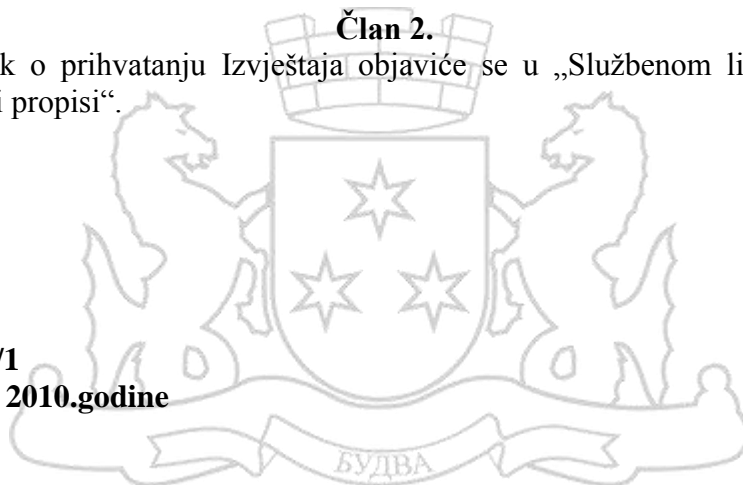 Član 2.
k o prihvatanju Izvještaja objaviće se u „Službenom li
i propisi“.
/1
2010.godine
БУДВА